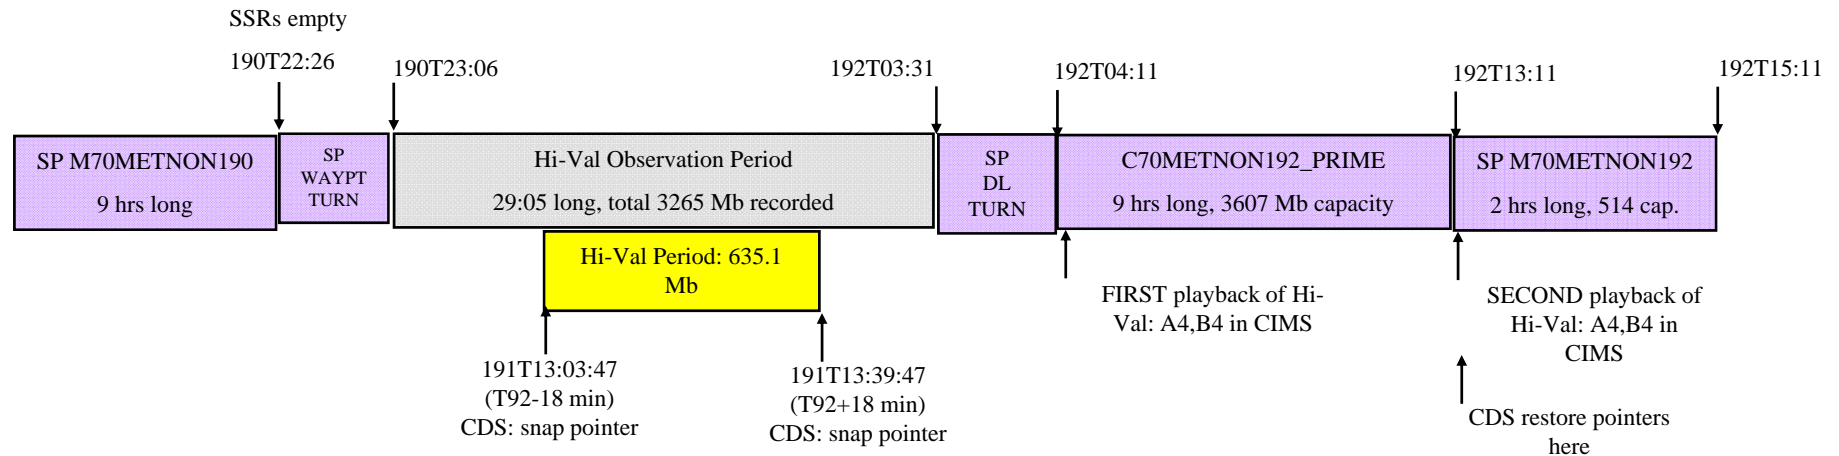 SSRs empty
190T22:26
190T23:06
192T03:31
192T04:11
192T13:11
192T15:11
SP M70METNON190
9 hrs long
SP
WAYPT
TURN
Hi-Val Observation Period
29:05 long, total 3265 Mb recorded
SP
DL
TURN
C70METNON192_PRIME
9 hrs long, 3607 Mb capacity
SP M70METNON192
2 hrs long, 514 cap.
Hi-Val Period: 635.1
Mb
191T13:03:47
(T92-18 min)
CDS: snap pointer
191T13:39:47
(T92+18 min)
CDS: snap pointer
FIRST playback of Hi-
Val: A4,B4 in CIMS
SECOND playback of
Hi-Val: A4,B4 in
CIMS
CDS restore pointers
here